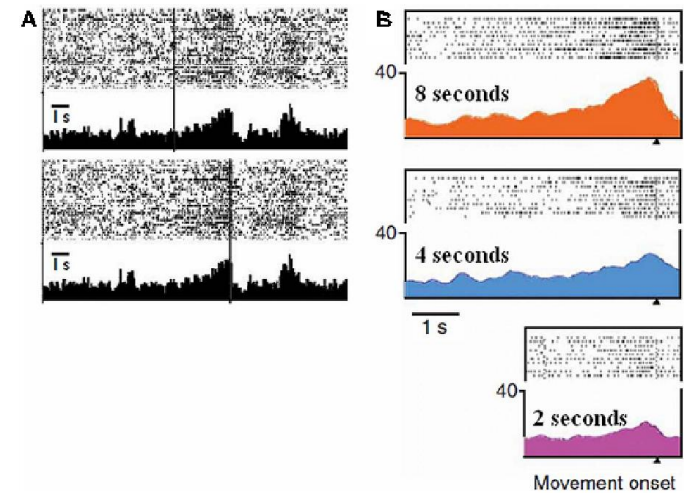 A
B
1 s
40
8 seconds
1 s
40
4 seconds
1 s
40
2 seconds
Movement onset